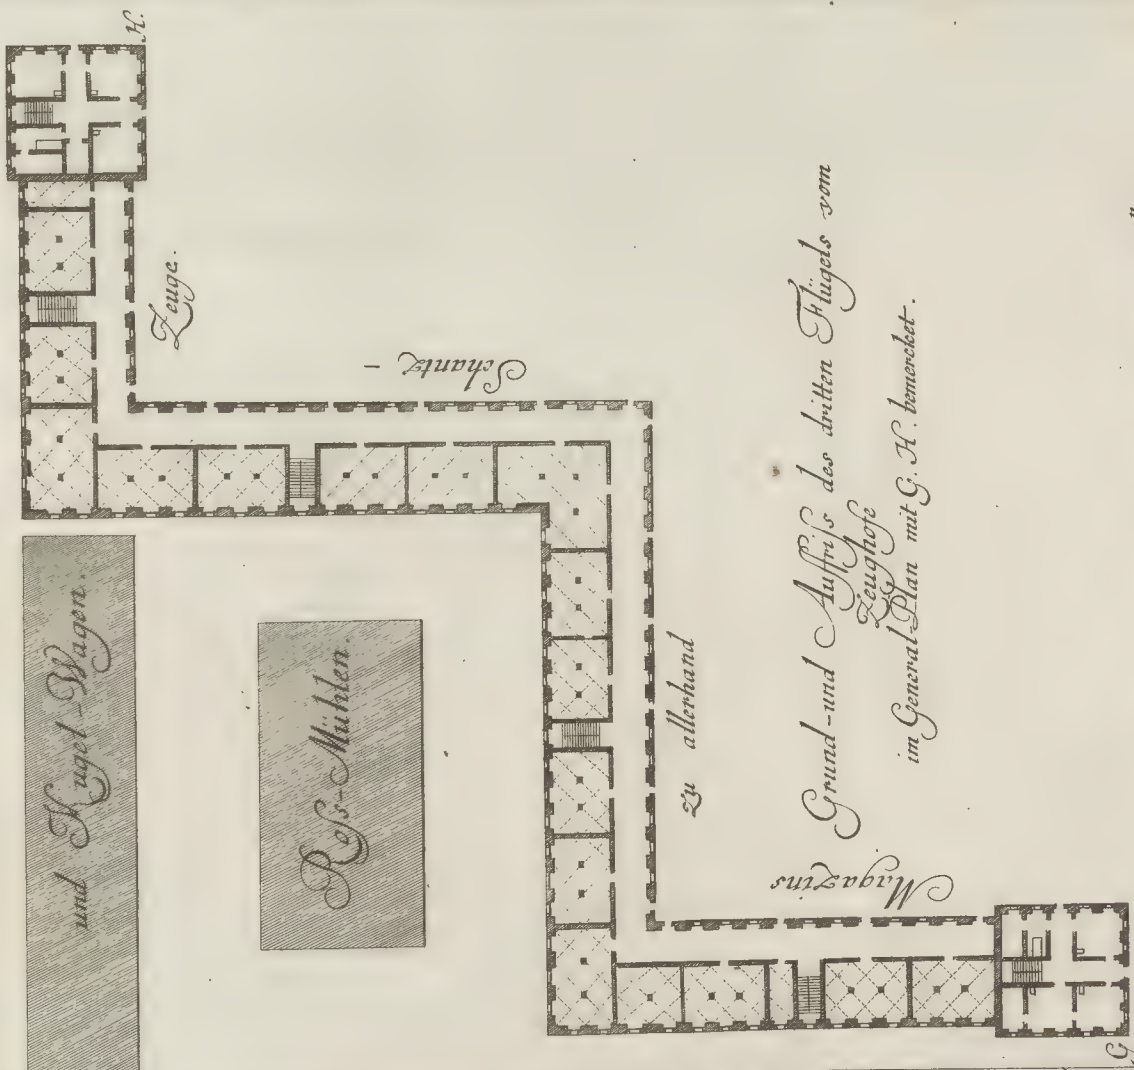 H.
Zeuge.
Schantz-
zu allerhand
Magazins
G
und Kugel-Wagen.
Roß-Mühlen.
Grund-und Auffriß des dritten Flügels vom
Zeughofe
im General-Plan mit G. H. bemercket.